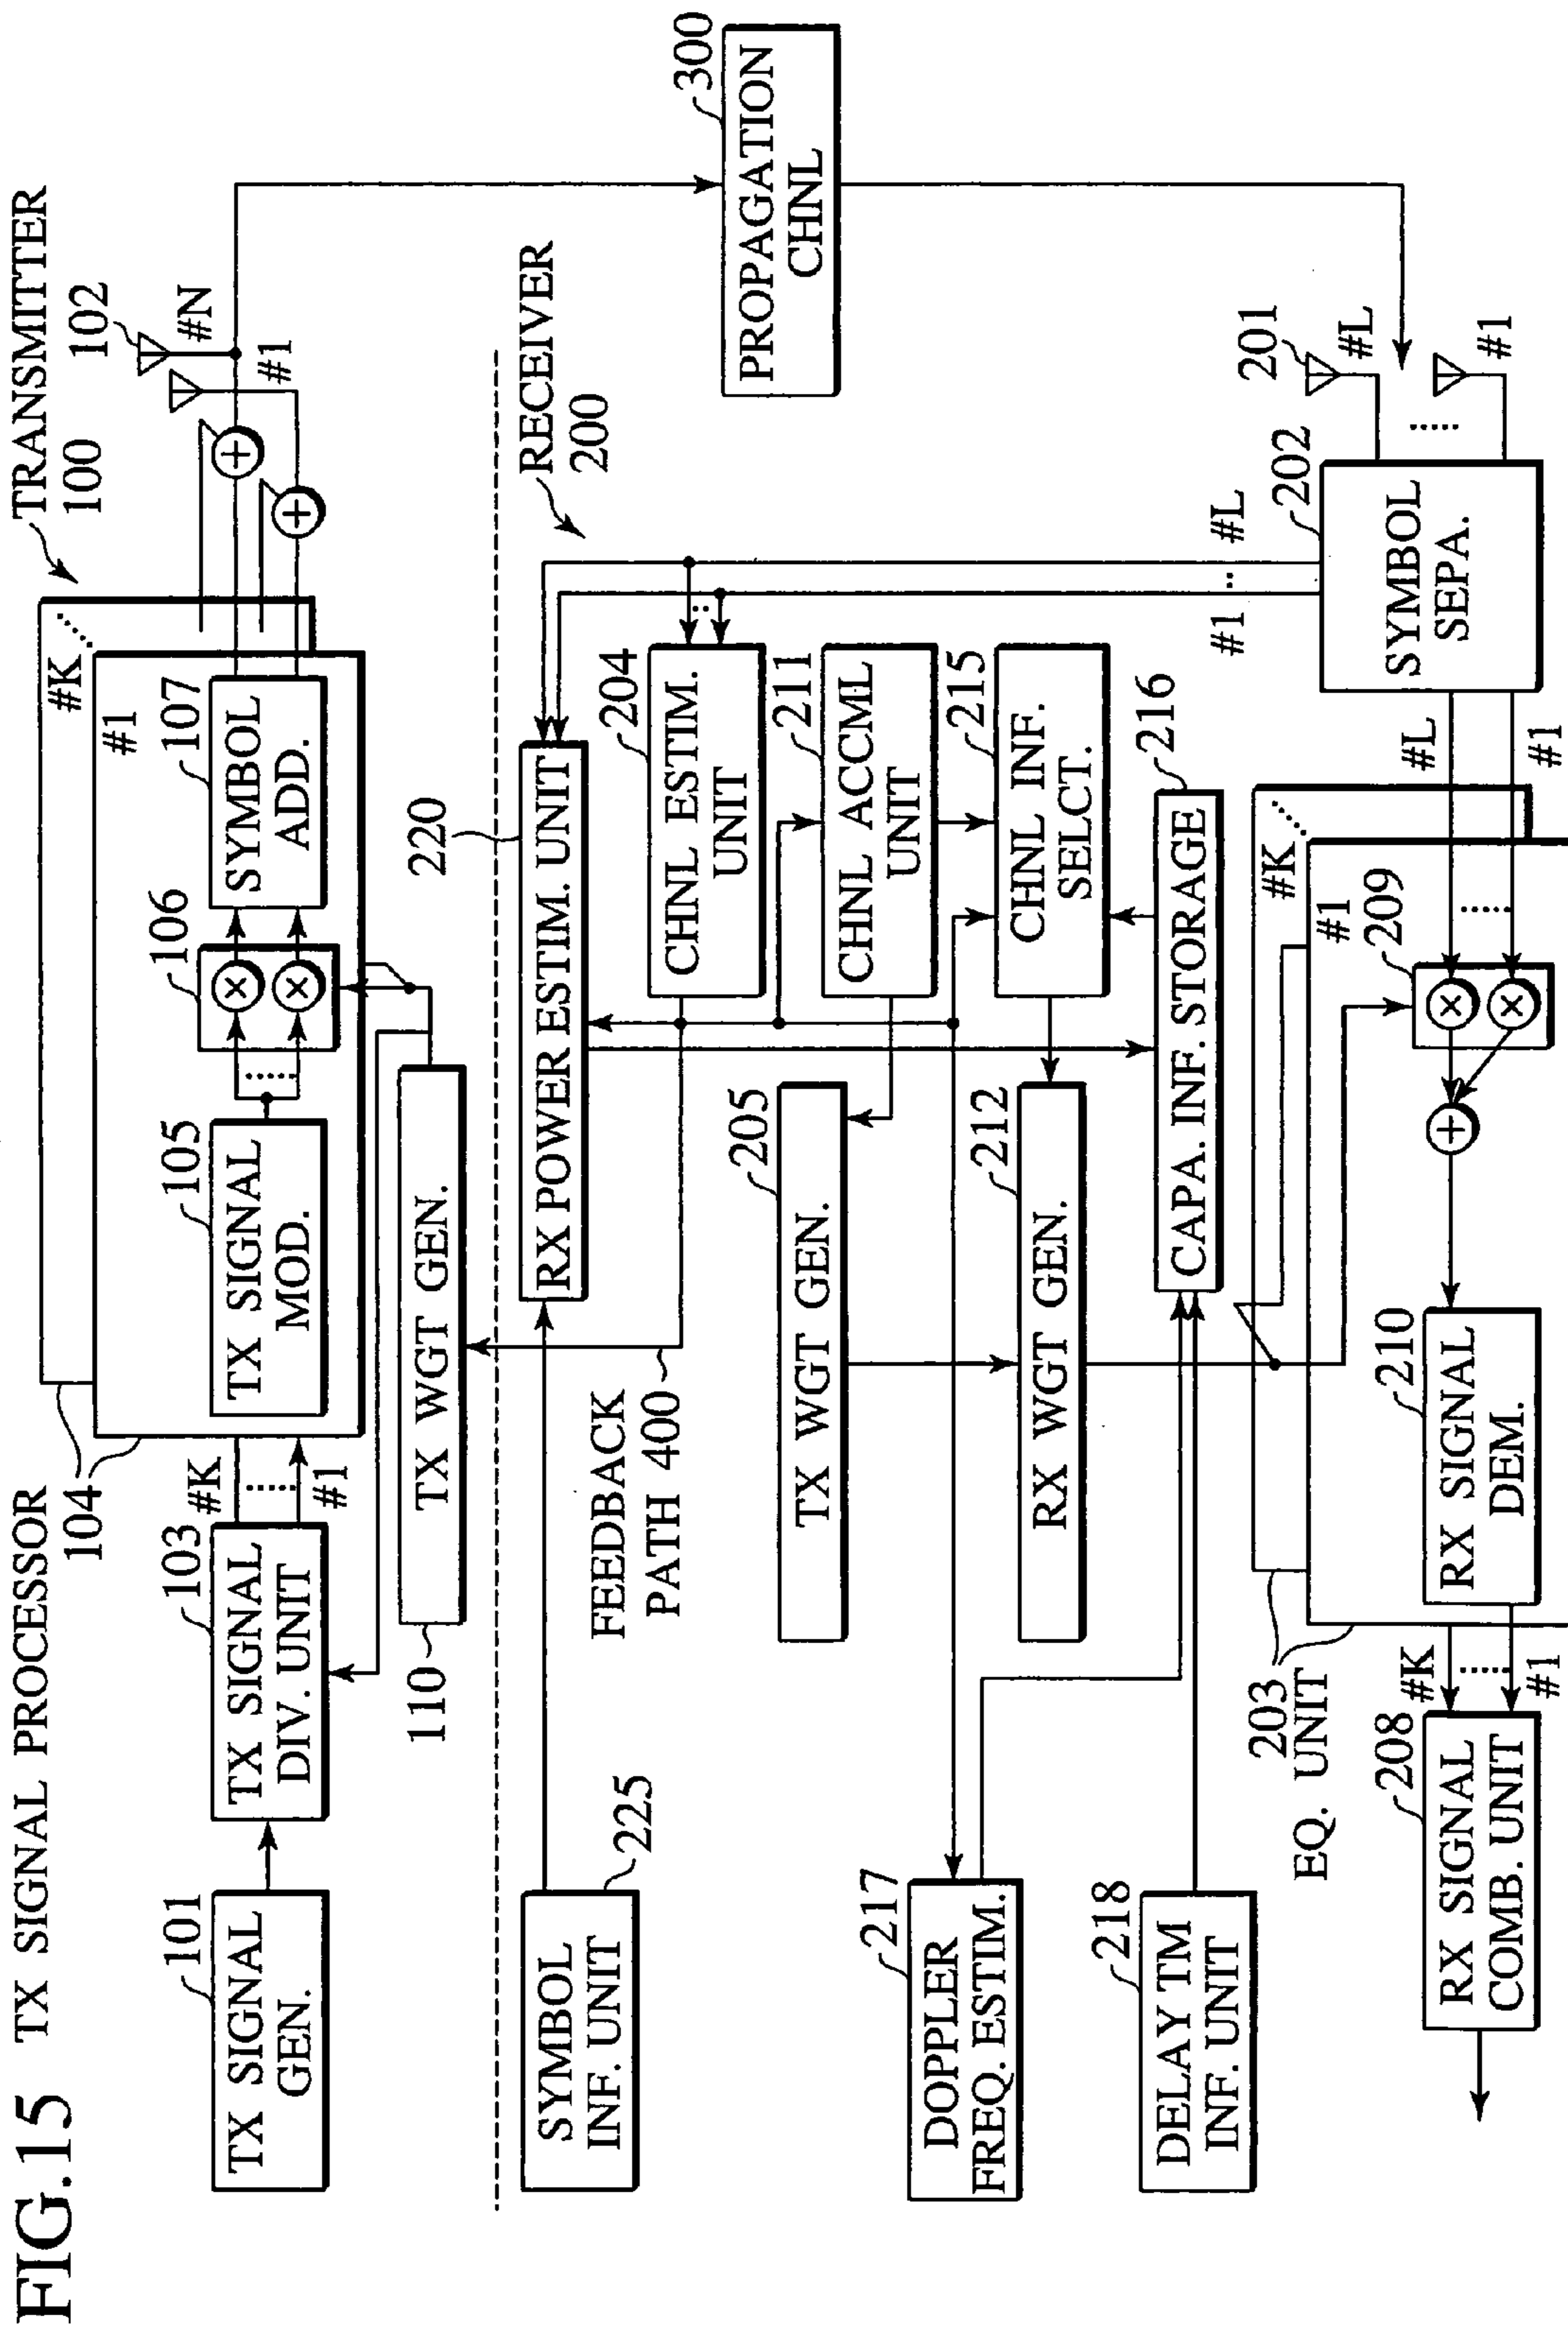 FIG.15
TX SIGNAL PROCESSOR
TRANSMITTER
100
104
#K
#1
101
TX SIGNAL
GEN.
103
TX SIGNAL
DIV. UNIT
#K
#1
105
TX SIGNAL
MOD.
106
107
SYMBOL
ADD.
102
#N
#1
110
TX WGT GEN.
220
RECEIVER
200
300
PROPAGATION
CHNL
SYMBOL
INF. UNIT
225
RX POWER ESTIM. UNIT
FEEDBACK
PATH 400
204
CHNL ESTIM.
UNIT
205
TX WGT GEN.
211
CHNL ACCML
UNIT
217
DOPPLER
FREQ. ESTIM.
212
RX WGT GEN.
215
CHNL INF.
SELCT.
218
DELAY TM
INF. UNIT
CAPA. INF. STORAGE
216
#1
#L
201
#L
#1
202
SYMBOL
SEPA.
203
EQ. UNIT
#K
#1
209
#L
#1
210
RX SIGNAL
DEM.
#K
#1
208
RX SIGNAL
COMB. UNIT